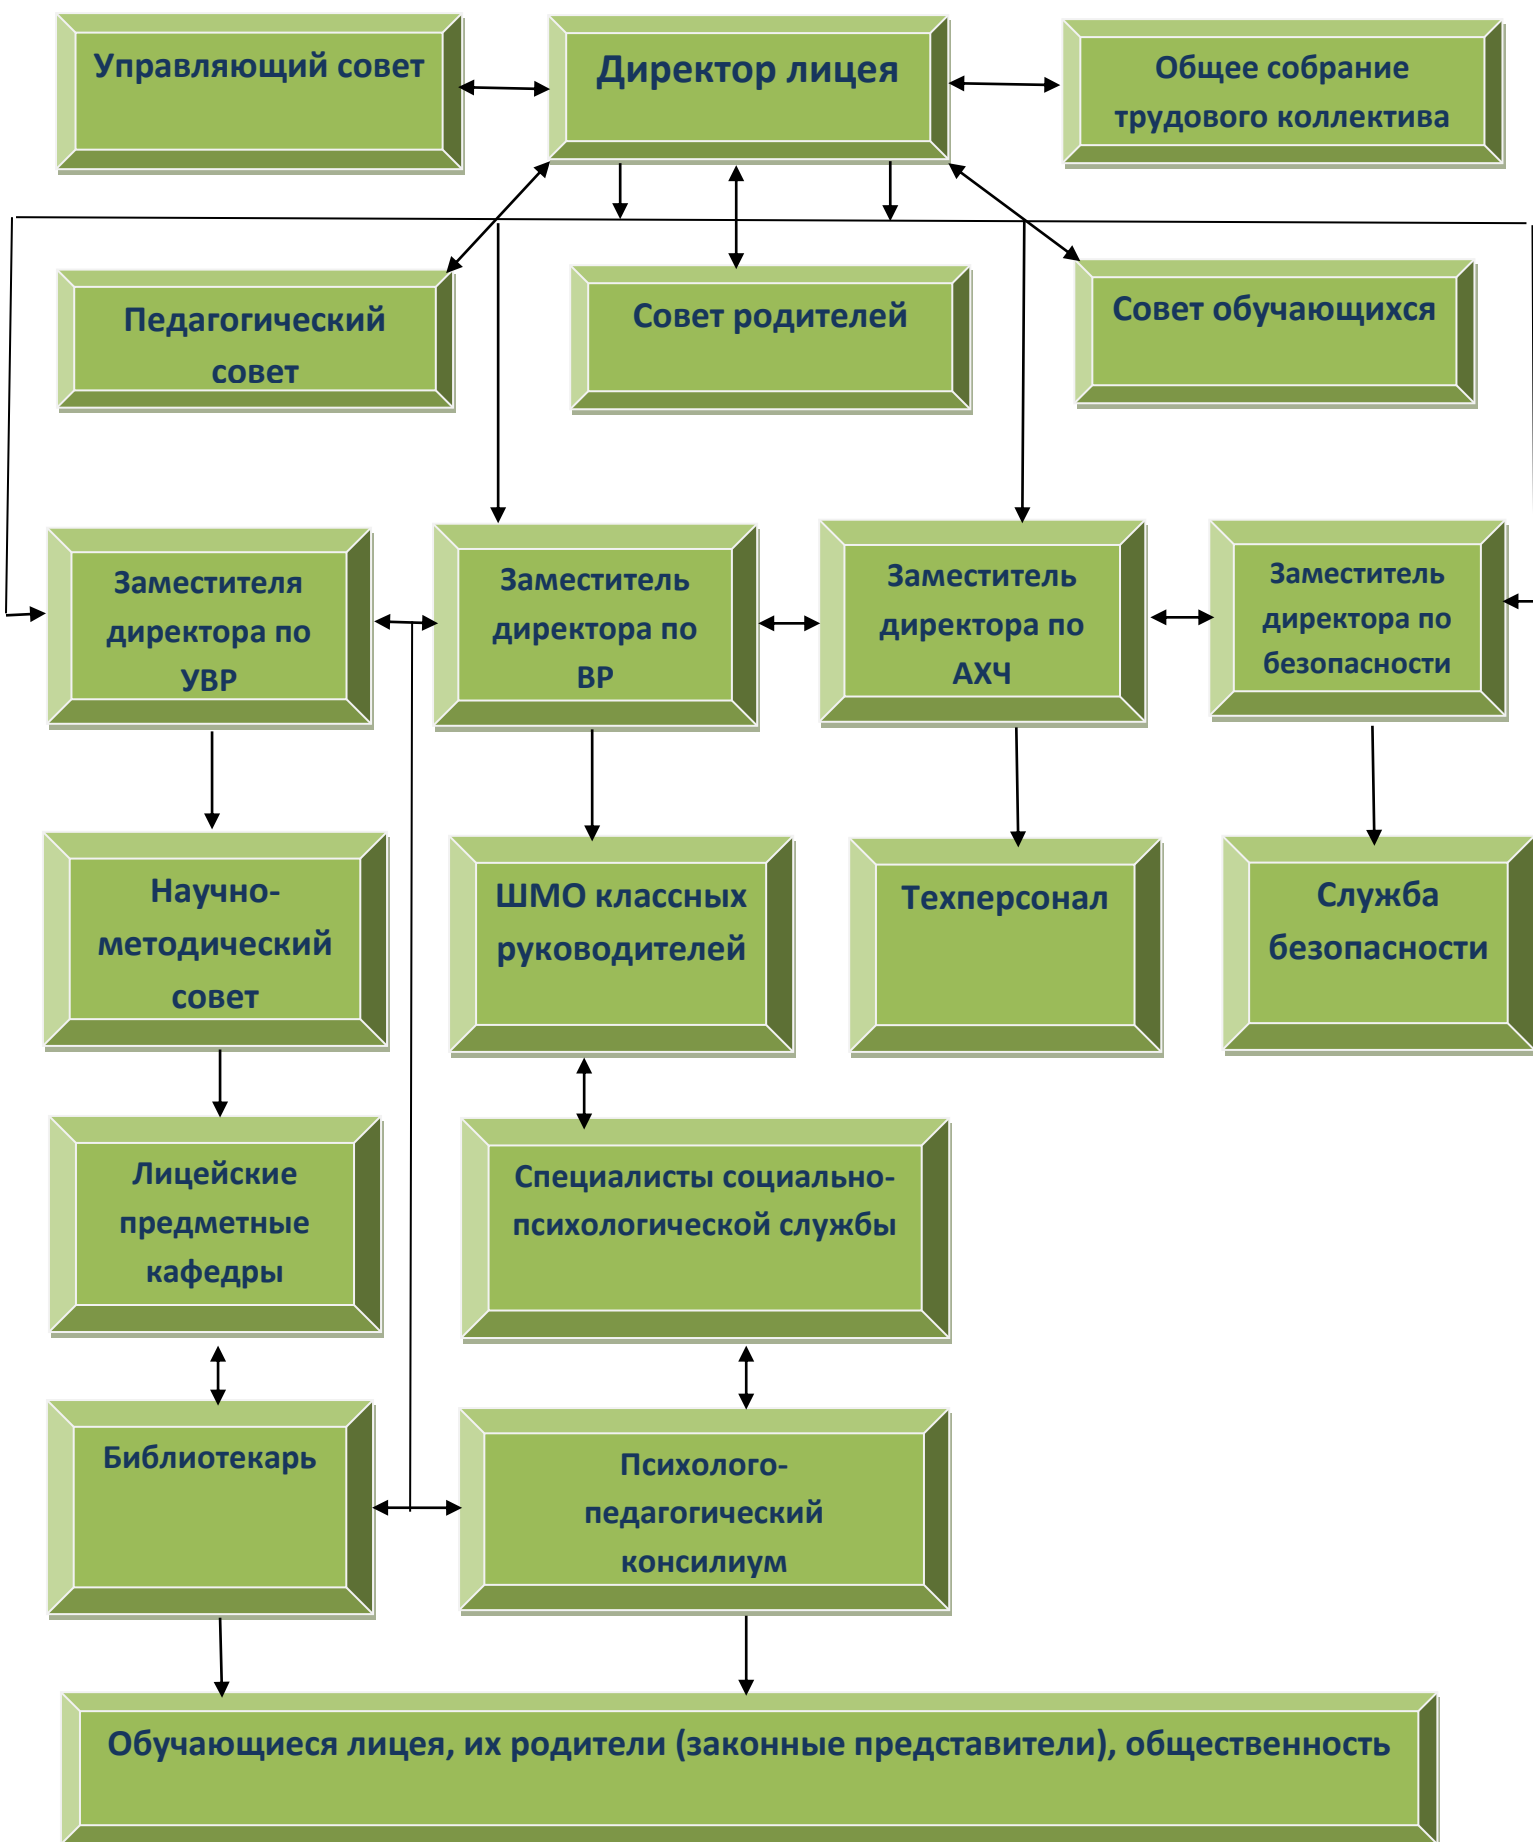 Управляющий совет
Директор лицея
Общее собрание
трудового коллектива
Педагогический
совет
Совет родителей
Совет обучающихся
Заместителя
директора по
УВР
Заместитель
директора по
ВР
Заместитель
директора по
АХЧ
Заместитель
директора по
безопасности
Научно-
методический
совет
ШМО классных
руководителей
Техперсонал
Служба
безопасности
Лицейские
предметные
кафедры
Специалисты социально-
психологической службы
Библиотекарь
Психолого-
педагогический
консилиум
Обучающиеся лицея, их родители (законные представители), общественность